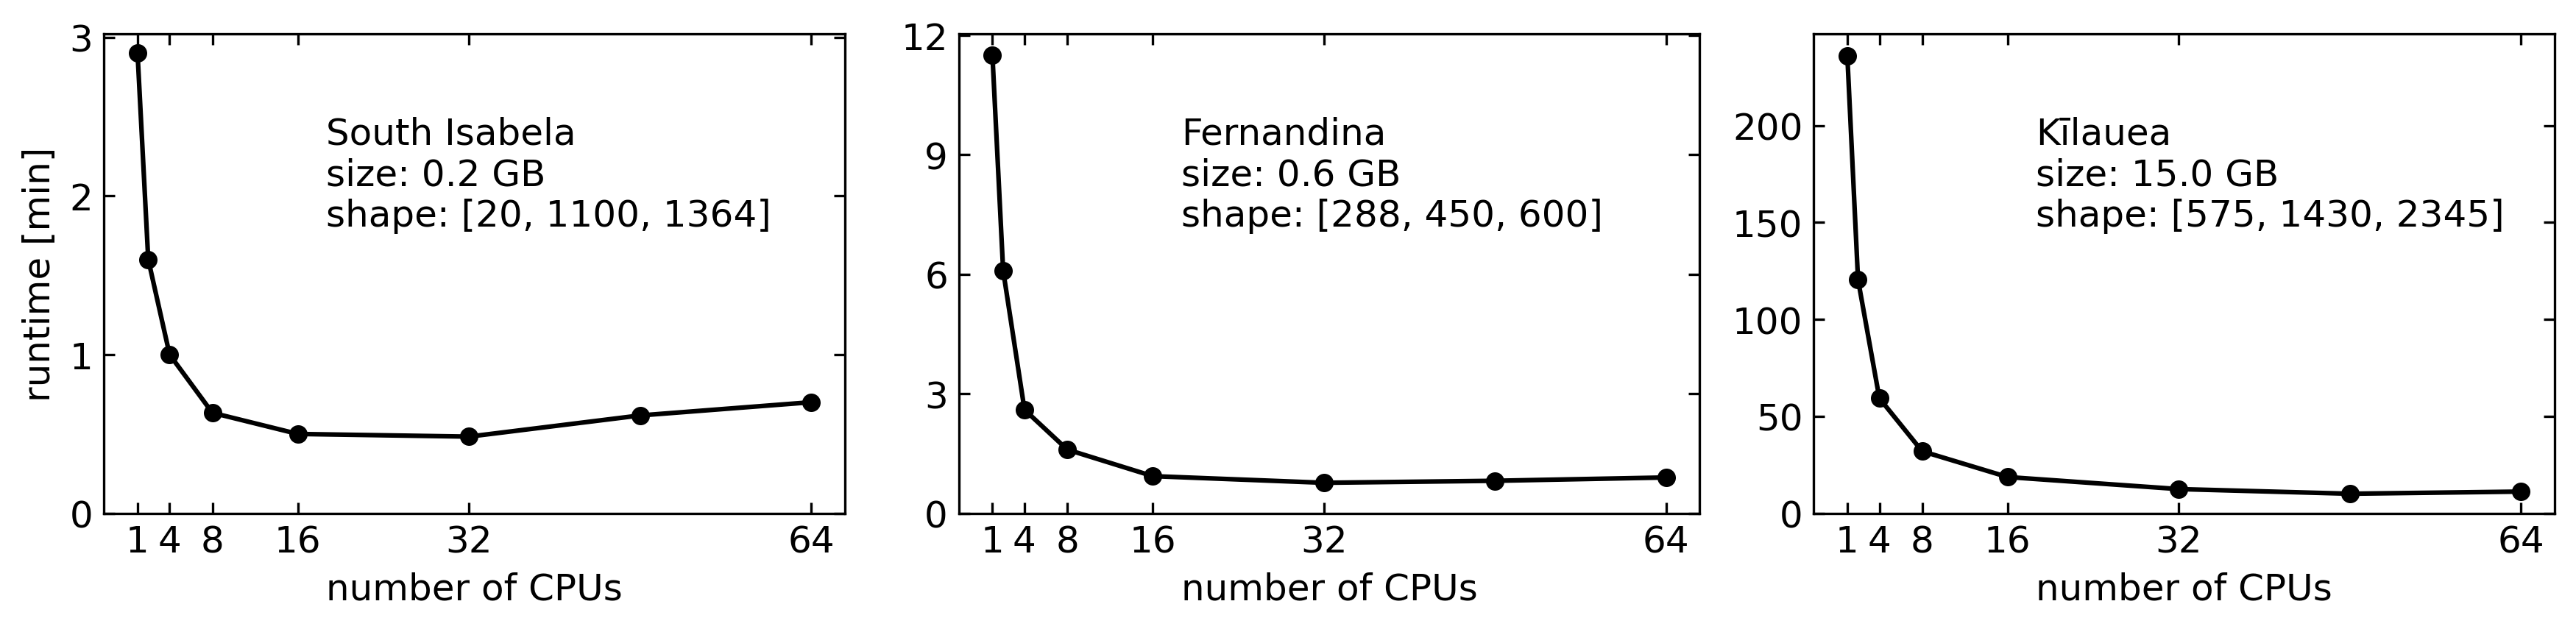 runtime [min]
3
2
1
0
South Isabela
size: 0.2 GB
shape: [20, 1100, 1364]
1 4 8 16 32 64
number of CPUs
12
9
6
3
0
Fernandina
size: 0.6 GB
shape: [288, 450, 600]
1 4 8 16 32 64
number of CPUs
200
150
100
50
0
Kīlauea
size: 15.0 GB
shape: [575, 1430, 2345]
1 4 8 16 32 64
number of CPUs